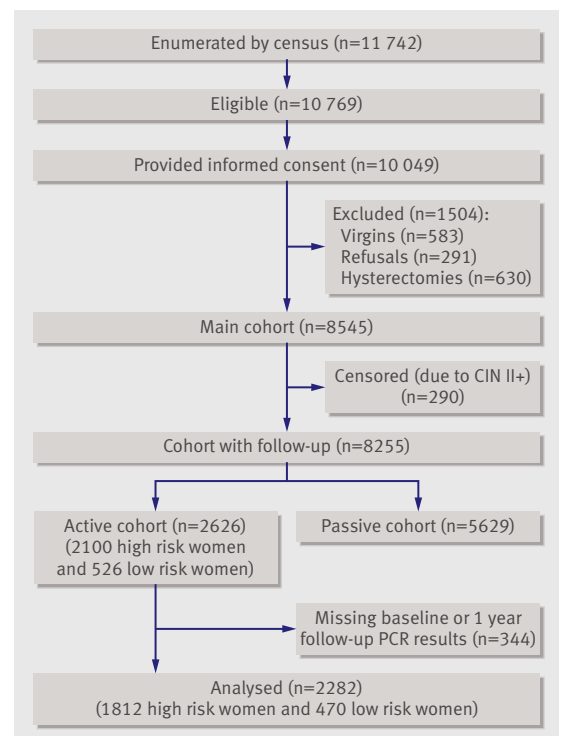 Enumerated by census (n=11 742)
Eligible (n=10 769)
Provided informed consent (n=10 049)
Excluded (n=1504):
Virgins (n=583)
Refusals (n=291)
Hysterectomies (n=630)
Main cohort (n=8545)
Censored (due to CIN II+)
(n=290)
Cohort with follow-up (n=8255)
Active cohort (n=2626)
(2100 high risk women
and 526 low risk women)
Passive cohort (n=5629)
Missing baseline or 1 year
follow-up PCR results (n=344)
Analysed (n=2282)
(1812 high risk women and 470 low risk women)